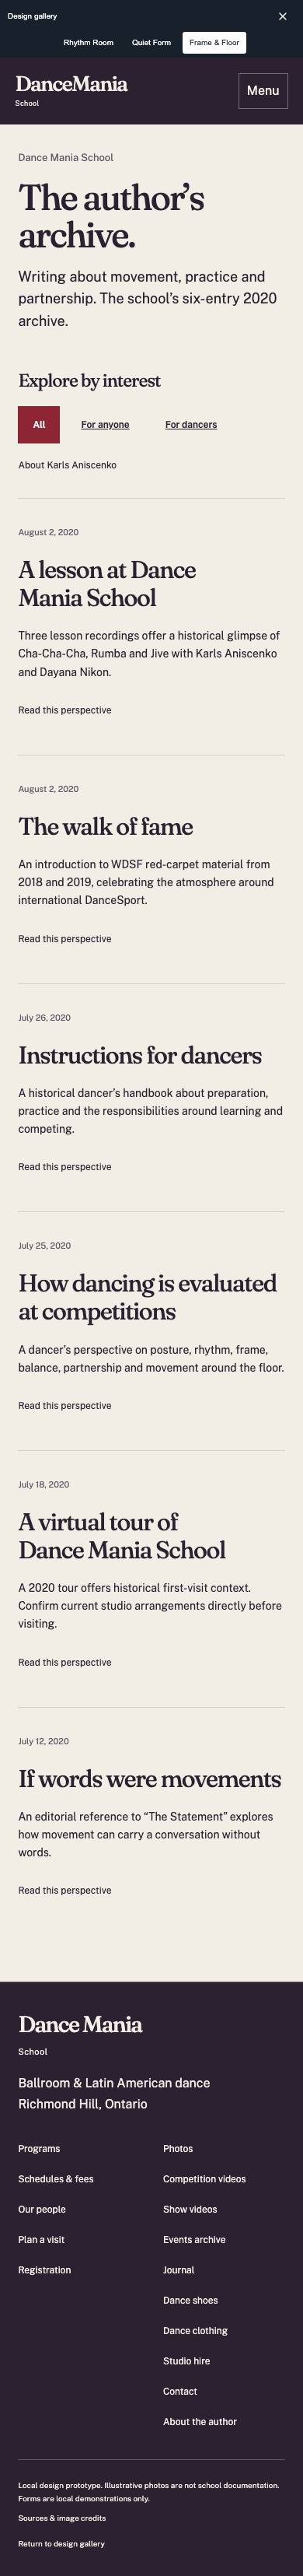 Design gallery
×
Rhythm Room Quiet Form Frame & Floor
DanceMania
School
Menu
Dance Mania School
The author’s
archive.
Writing about movement, practice and
partnership. The school’s six-entry 2020
archive.
Explore by interest
All For anyone For dancers
About Karls Aniscenko
August 2, 2020
A lesson at Dance
Mania School
Three lesson recordings offer a historical glimpse of
Cha-Cha-Cha, Rumba and Jive with Karls Aniscenko
and Dayana Nikon.
Read this perspective
August 2, 2020
The walk of fame
An introduction to WDSF red-carpet material from
2018 and 2019, celebrating the atmosphere around
international DanceSport.
Read this perspective
July 26, 2020
Instructions for dancers
A historical dancer’s handbook about preparation,
practice and the responsibilities around learning and
competing.
Read this perspective
July 25, 2020
How dancing is evaluated
at competitions
A dancer’s perspective on posture, rhythm, frame,
balance, partnership and movement around the floor.
Read this perspective
July 18, 2020
A virtual tour of
Dance Mania School
A 2020 tour offers historical first-visit context.
Confirm current studio arrangements directly before
visiting.
Read this perspective
July 12, 2020
If words were movements
An editorial reference to “The Statement” explores
how movement can carry a conversation without
words.
Read this perspective
Dance Mania
School
Ballroom & Latin American dance
Richmond Hill, Ontario
Programs
Schedules & fees
Our people
Plan a visit
Registration
Photos
Competition videos
Show videos
Events archive
Journal
Dance shoes
Dance clothing
Studio hire
Contact
About the author
Local design prototype. Illustrative photos are not school documentation.
Forms are local demonstrations only.
Sources & image credits
Return to design gallery